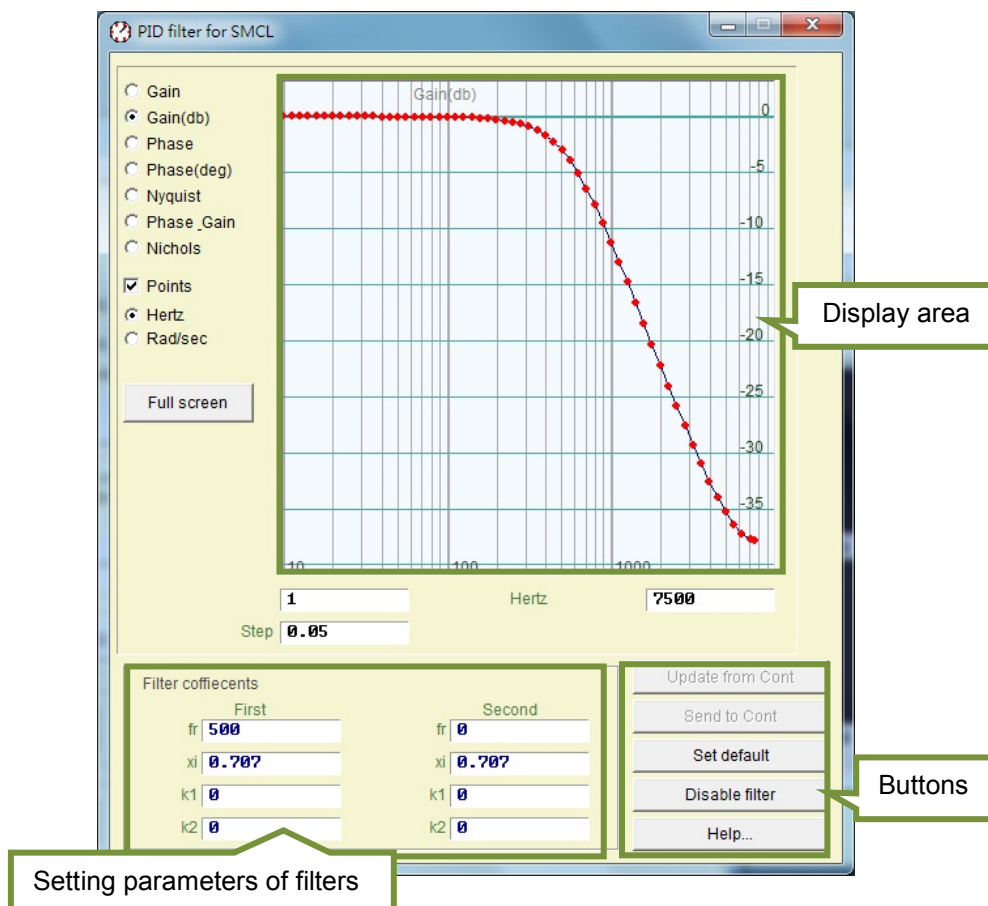 PID filter for SMCL
Gain
Gain(db)
Phase
Phase(deg)
Nyquist
Phase_Gain
Nichols
Points
Hertz
Rad/sec
Full screen
Gain(db)
0
-5
-10
-15
-20
-25
-30
-35
10
100
1000
Display area
1
Hertz
7500
Step
0.05
Filter coffiecents
First
Second
fr 500
fr 0
xi 0.707
xi 0.707
k1 0
k1 0
k2 0
k2 0
Update from Cont
Send to Cont
Set default
Disable filter
Help...
Buttons
Setting parameters of filters